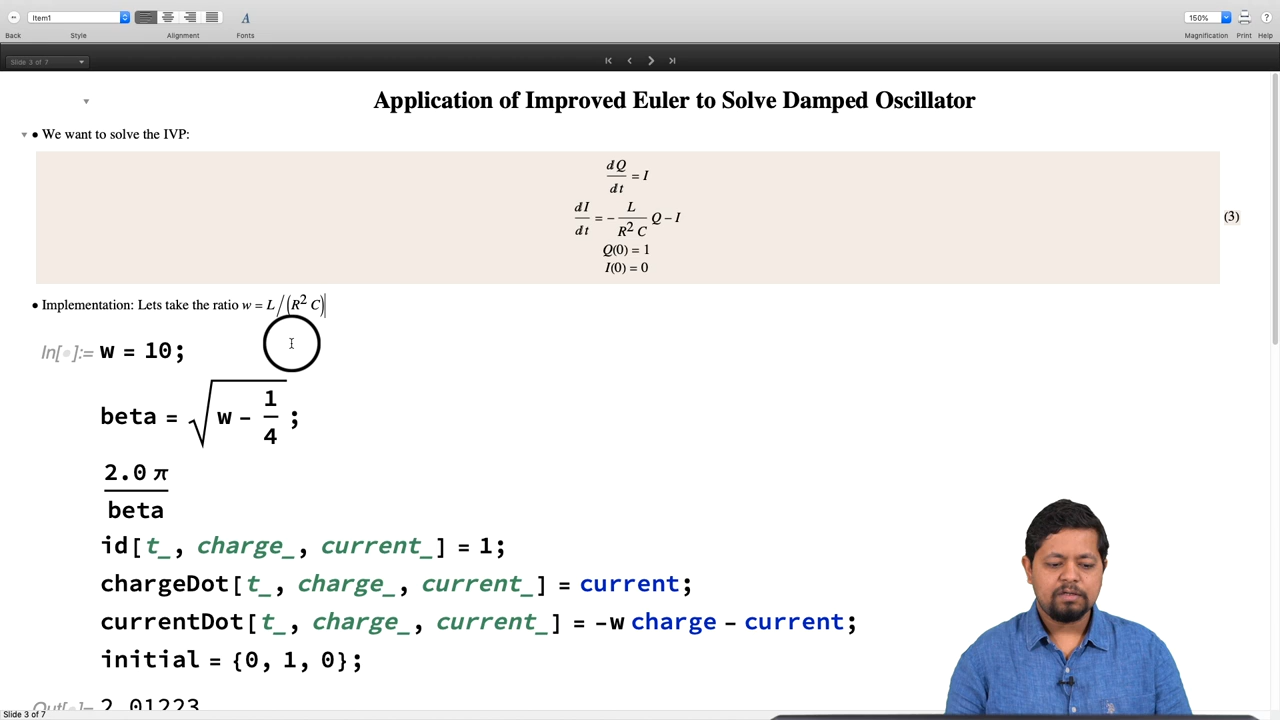 Item1
150%
Back
Style
Alignment
Fonts
Magnification
Print
Help
Slide 3 of 7
Application of Improved Euler to Solve Damped Oscillator
• We want to solve the IVP:
dQ/dt = I
dI/dt = - L/(R² C) Q - I
(3)
Q(0) = 1
I(0) = 0
• Implementation: Lets take the ratio w = L/(R² C)
In[•]:= w = 10;
beta = √(w - 1/4);
2.0 π/beta
id[t_, charge_, current_] = 1;
chargeDot[t_, charge_, current_] = current;
currentDot[t_, charge_, current_] = -w charge - current;
initial = {0, 1, 0};
Out[•]= 2.01223
Slide 3 of 7